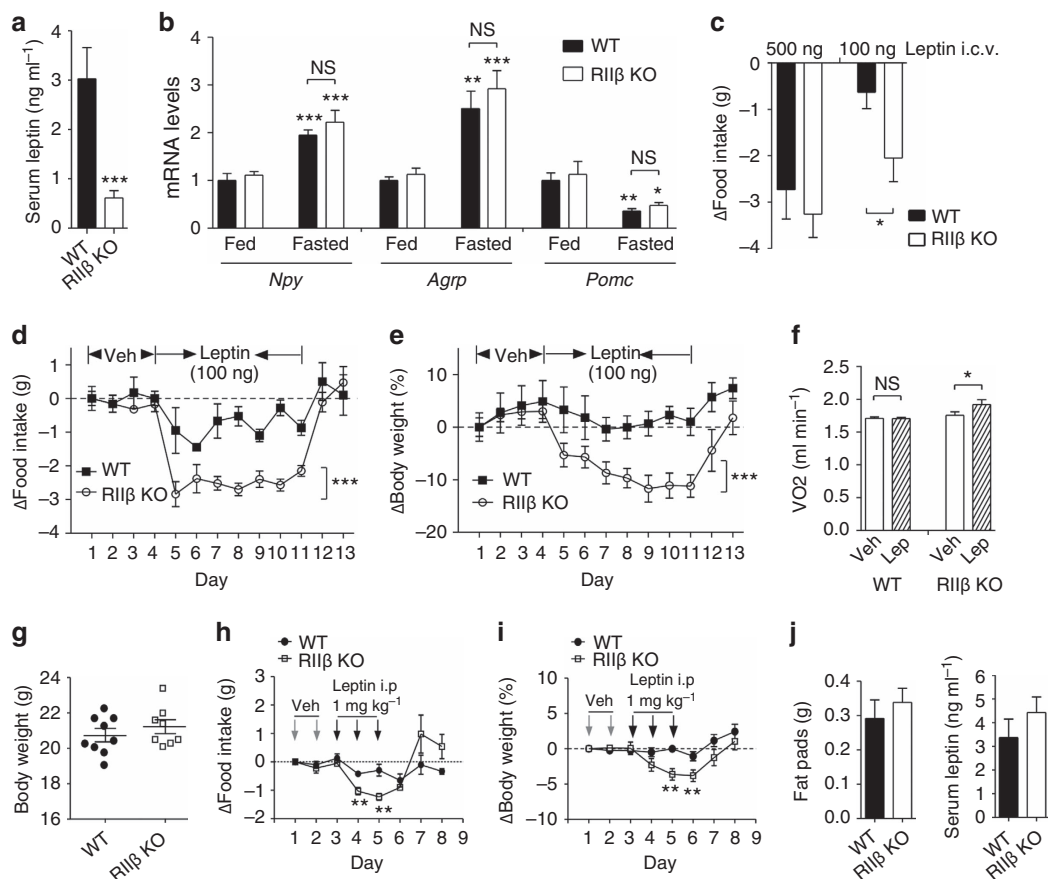 a
Serum leptin (ng ml⁻¹)
4
3
2
1
0
***
WT
RIIβ KO
b
mRNA levels
4
3
2
1
0
NS
*** ***
NS
** ***
NS
** *
WT
RIIβ KO
Fed Fasted Fed Fasted Fed Fasted
Npy Agrp Pomc
c
500 ng 100 ng Leptin i.c.v.
ΔFood intake (g)
0
−1
−2
−3
−4
*
WT
RIIβ KO
d
Veh Leptin
(100 ng)
ΔFood intake (g)
1
0
−1
−2
−3
−4
WT
RIIβ KO
***
1 2 3 4 5 6 7 8 9 10 11 12 13
Day
e
Veh Leptin
(100 ng)
ΔBody weight (%)
20
10
0
−10
−20
WT
RIIβ KO
***
1 2 3 4 5 6 7 8 9 10 11 12 13
Day
f
VO2 (ml min⁻¹)
2.5
2.0
1.5
1.0
0.5
0.0
NS
*
Veh Lep Veh Lep
WT RIIβ KO
g
Body weight (g)
24
22
20
18
16
WT
RIIβ KO
h
WT
RIIβ KO
ΔFood intake (g)
3
2
1
0
−1
−2
Leptin i.p
Veh 1 mg kg⁻¹
** **
1 2 3 4 5 6 7 8 9
Day
i
WT
RIIβ KO
ΔBody weight (%)
10
5
0
−5
−10
Leptin i.p
Veh 1 mg kg⁻¹
** **
1 2 3 4 5 6 7 8 9
Day
j
Fat pads (g)
0.4
0.3
0.2
0.1
0.0
WT
RIIβ KO
Serum leptin (ng ml⁻¹)
6
5
4
3
2
1
0
WT
RIIβ KO